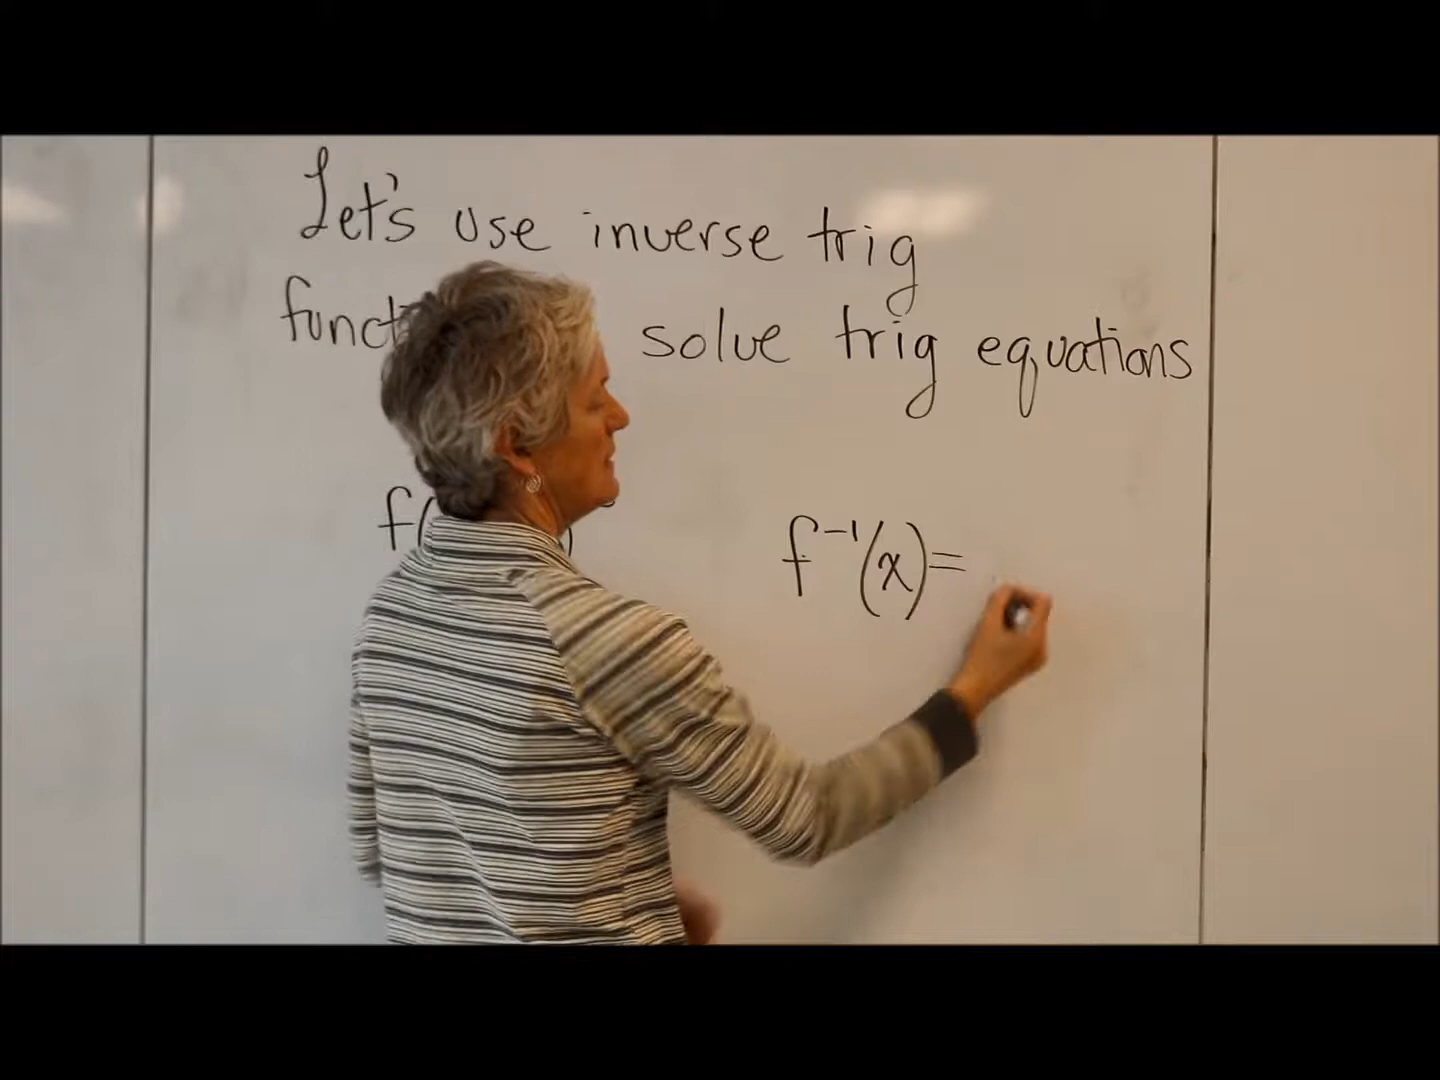 Let's use inverse trig
solve trig equations
f⁻¹(x)=